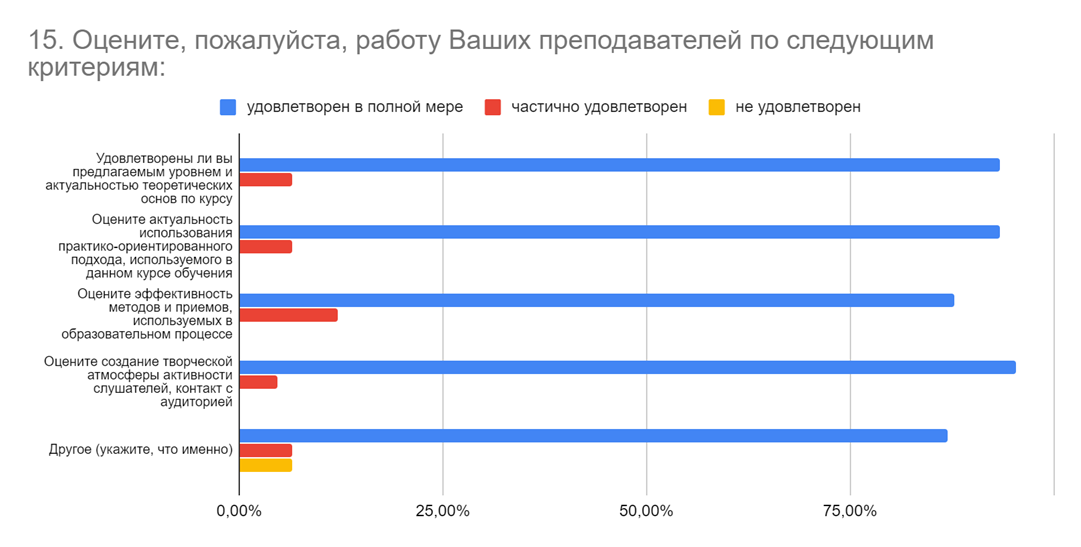 15. Оцените, пожалуйста, работу Ваших преподавателей по следующим
критериям:
удовлетворен в полной мере
частично удовлетворен
не удовлетворен
Удовлетворены ли вы
предлагаемым уровнем и
актуальностью теоретических
основ по курсу
Оцените актуальность
использования
практико-ориентированного
подхода, используемого в
данном курсе обучения
Оцените эффективность
методов и приемов,
используемых в
образовательном процессе
Оцените создание творческой
атмосферы активности
слушателей, контакт с
аудиторией
Другое (укажите, что именно)
0,00%
25,00%
50,00%
75,00%